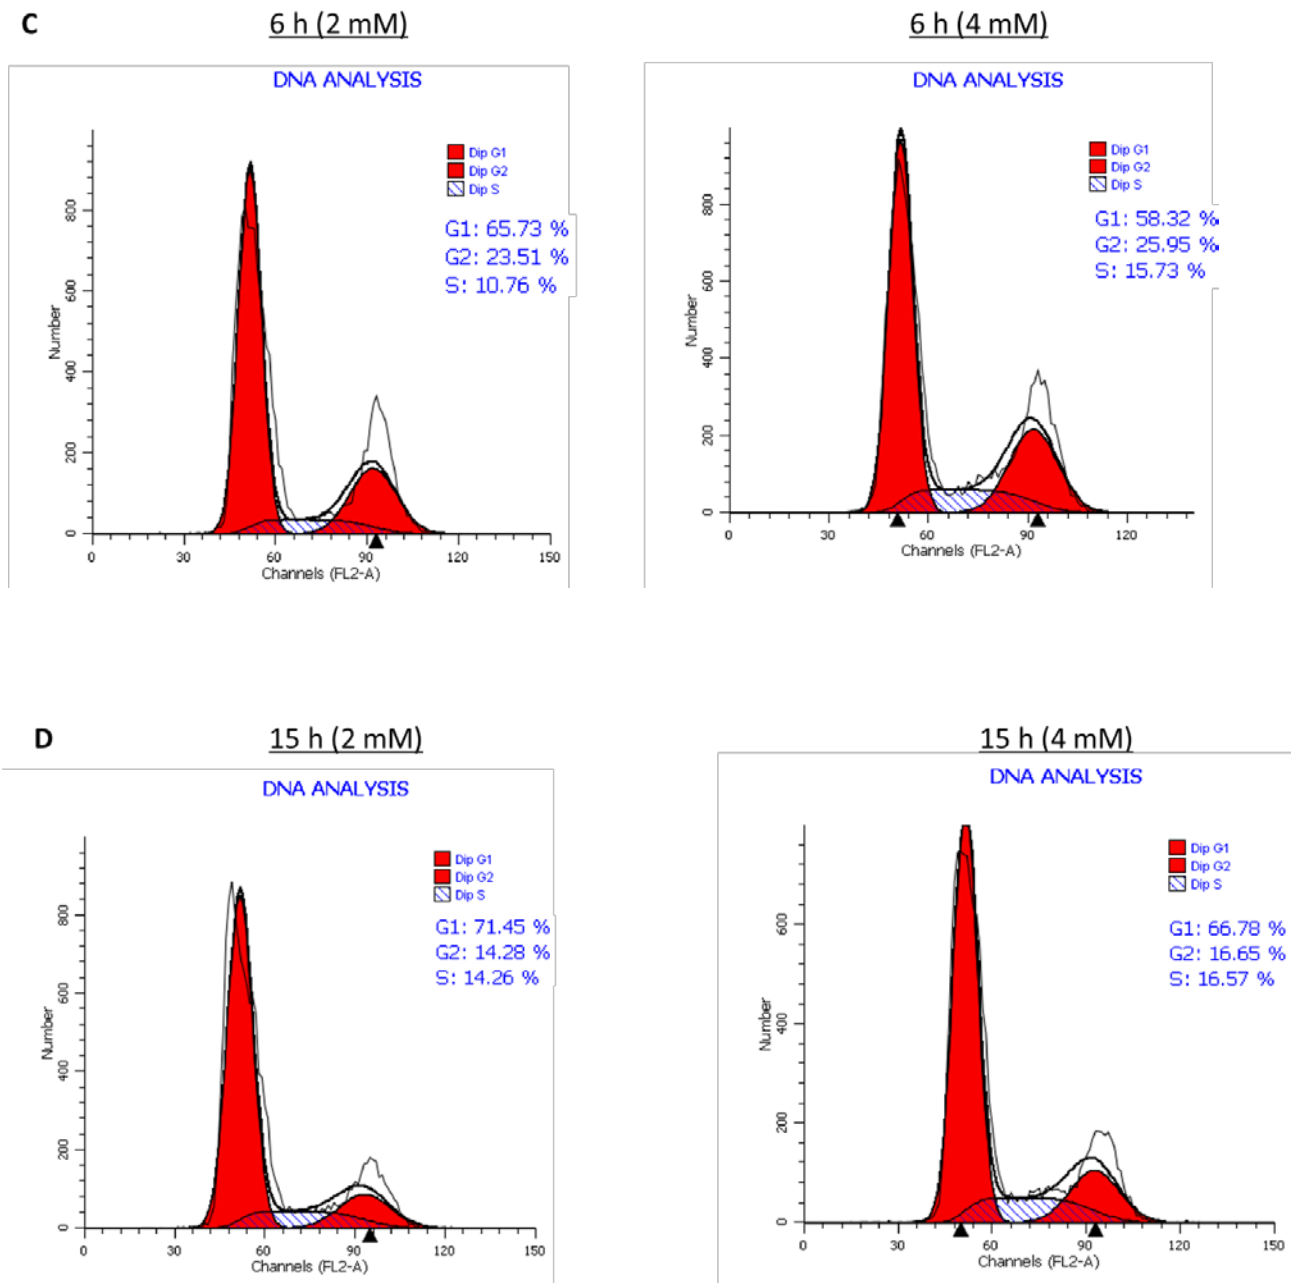 C
6 h (2 mM)
6 h (4 mM)
DNA ANALYSIS
Dip G1
Dip G2
Dip S
G1: 65.73 %
G2: 23.51 %
S: 10.76 %
Number
800
600
400
200
0
0 30 60 90 120 150
Channels (FL2-A)
DNA ANALYSIS
Dip G1
Dip G2
Dip S
G1: 58.32 %
G2: 25.95 %
S: 15.73 %
Number
800
600
400
200
0
0 30 60 90 120
Channels (FL2-A)
D
15 h (2 mM)
15 h (4 mM)
DNA ANALYSIS
Dip G1
Dip G2
Dip S
G1: 71.45 %
G2: 14.28 %
S: 14.26 %
Number
800
600
400
200
0
0 30 60 90 120 150
Channels (FL2-A)
DNA ANALYSIS
Dip G1
Dip G2
Dip S
G1: 66.78 %
G2: 16.65 %
S: 16.57 %
Number
600
400
200
0
0 30 60 90 120 150
Channels (FL2-A)